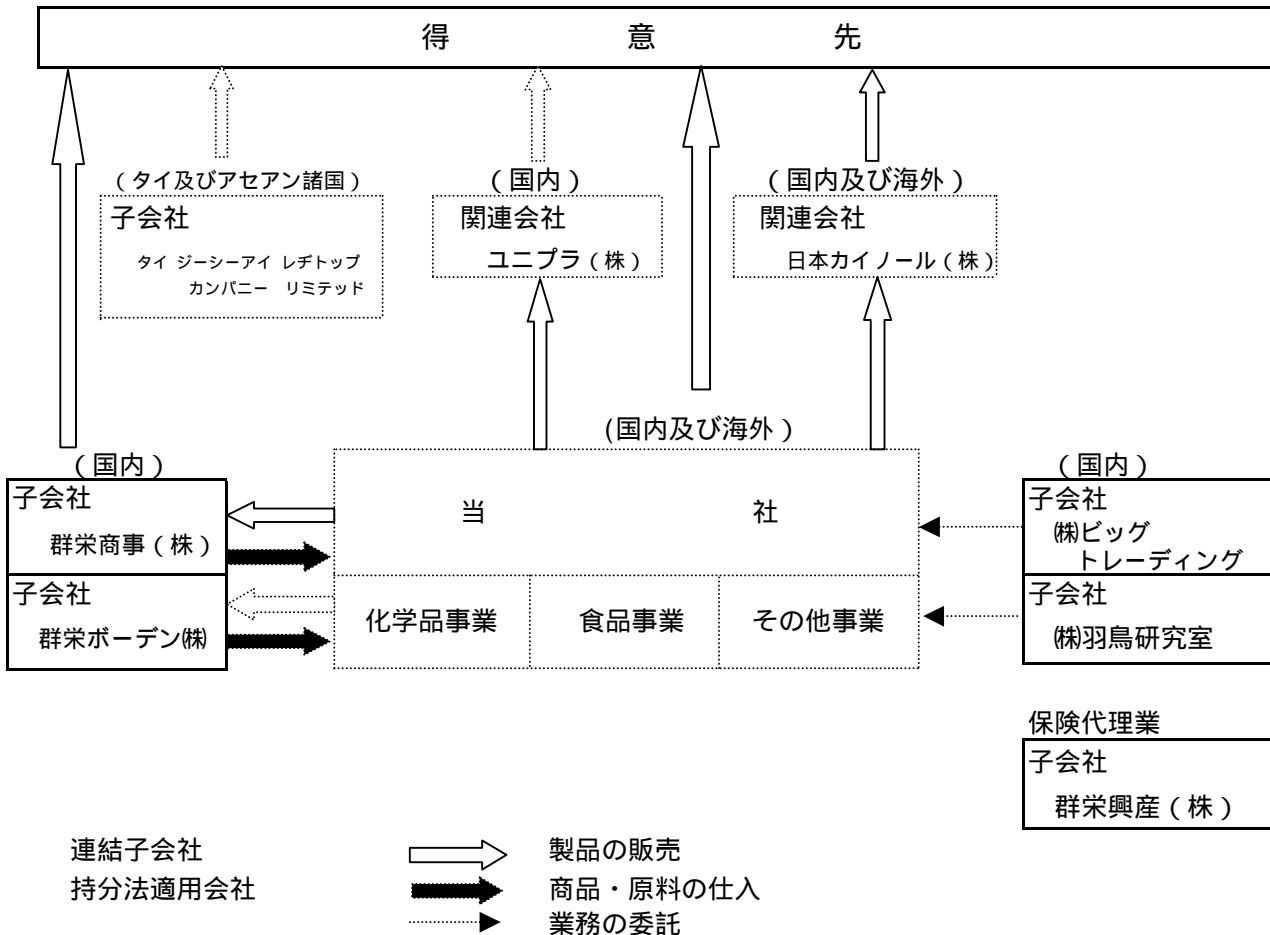 得 意 先
（タイ及びアセアン諸国）
子会社
タイ ジーシーアイ レヂトップ
カンパニー リミテッド
（国内）
関連会社
ユニプラ（株）
（国内及び海外）
関連会社
日本カイノール（株）
(国内及び海外）
（国内）
子会社
群栄商事（株）
子会社
群栄ボーデン㈱
当 社
化学品事業 食品事業 その他事業
（国内）
子会社
㈱ビッグ
トレーディング
子会社
㈱羽鳥研究室
保険代理業
子会社
群栄興産（株）
連結子会社 製品の販売
持分法適用会社 商品・原料の仕入
業務の委託